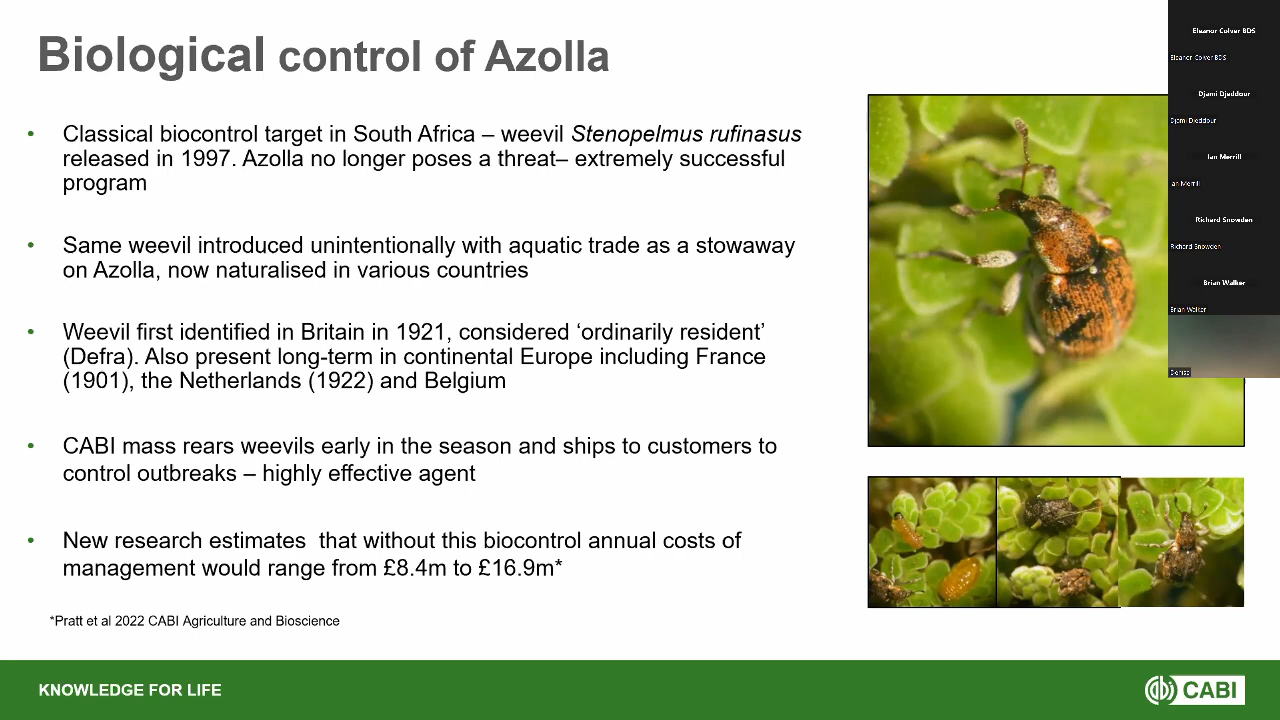 Biological control of Azolla
• Classical biocontrol target in South Africa – weevil Stenopelmus rufinasus
released in 1997. Azolla no longer poses a threat– extremely successful
program
• Same weevil introduced unintentionally with aquatic trade as a stowaway
on Azolla, now naturalised in various countries
• Weevil first identified in Britain in 1921, considered ‘ordinarily resident’
(Defra). Also present long-term in continental Europe including France
(1901), the Netherlands (1922) and Belgium
• CABI mass rears weevils early in the season and ships to customers to
control outbreaks – highly effective agent
• New research estimates  that without this biocontrol annual costs of
management would range from £8.4m to £16.9m*
*Pratt et al 2022 CABI Agriculture and Bioscience
KNOWLEDGE FOR LIFE
CABI
Eleanor Colver BDS
Eleanor Colver BDS
Djami Djeddour
Djami Djeddour
Ian Merrill
Ian Merrill
Richard Snowden
Richard Snowden
Brian Walker
Brian Walker
Denise